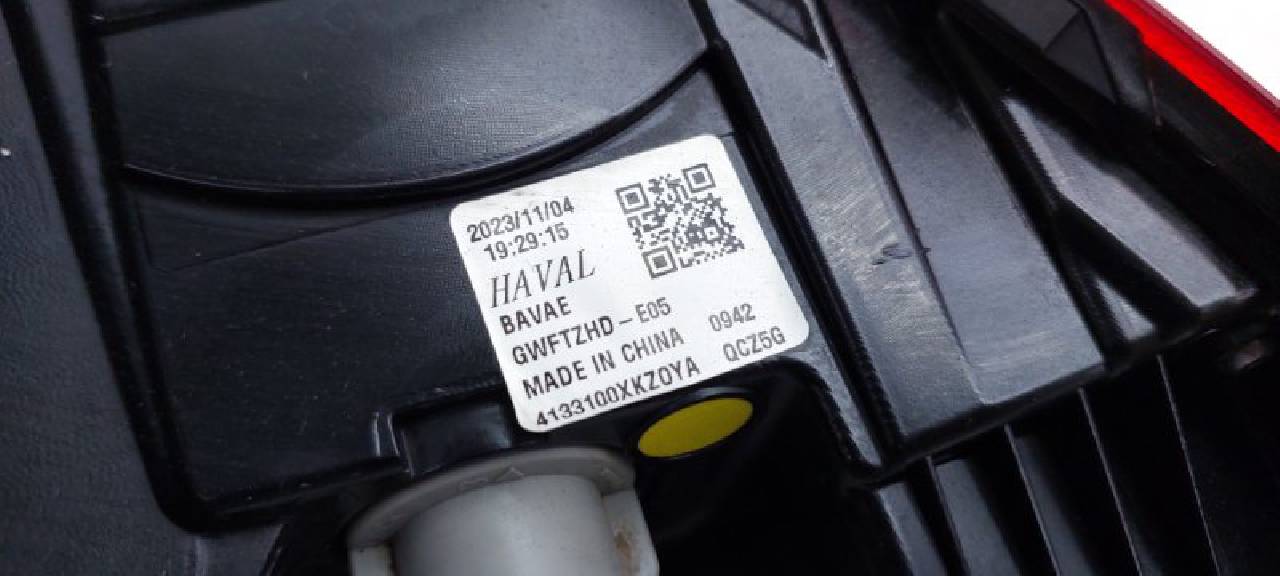 2023/11/04
19:29:15
HAVAL
BAVAE
GWFTZHD-E05
MADE IN CHINA 0942
4133100XKZ0YA QCZ5G